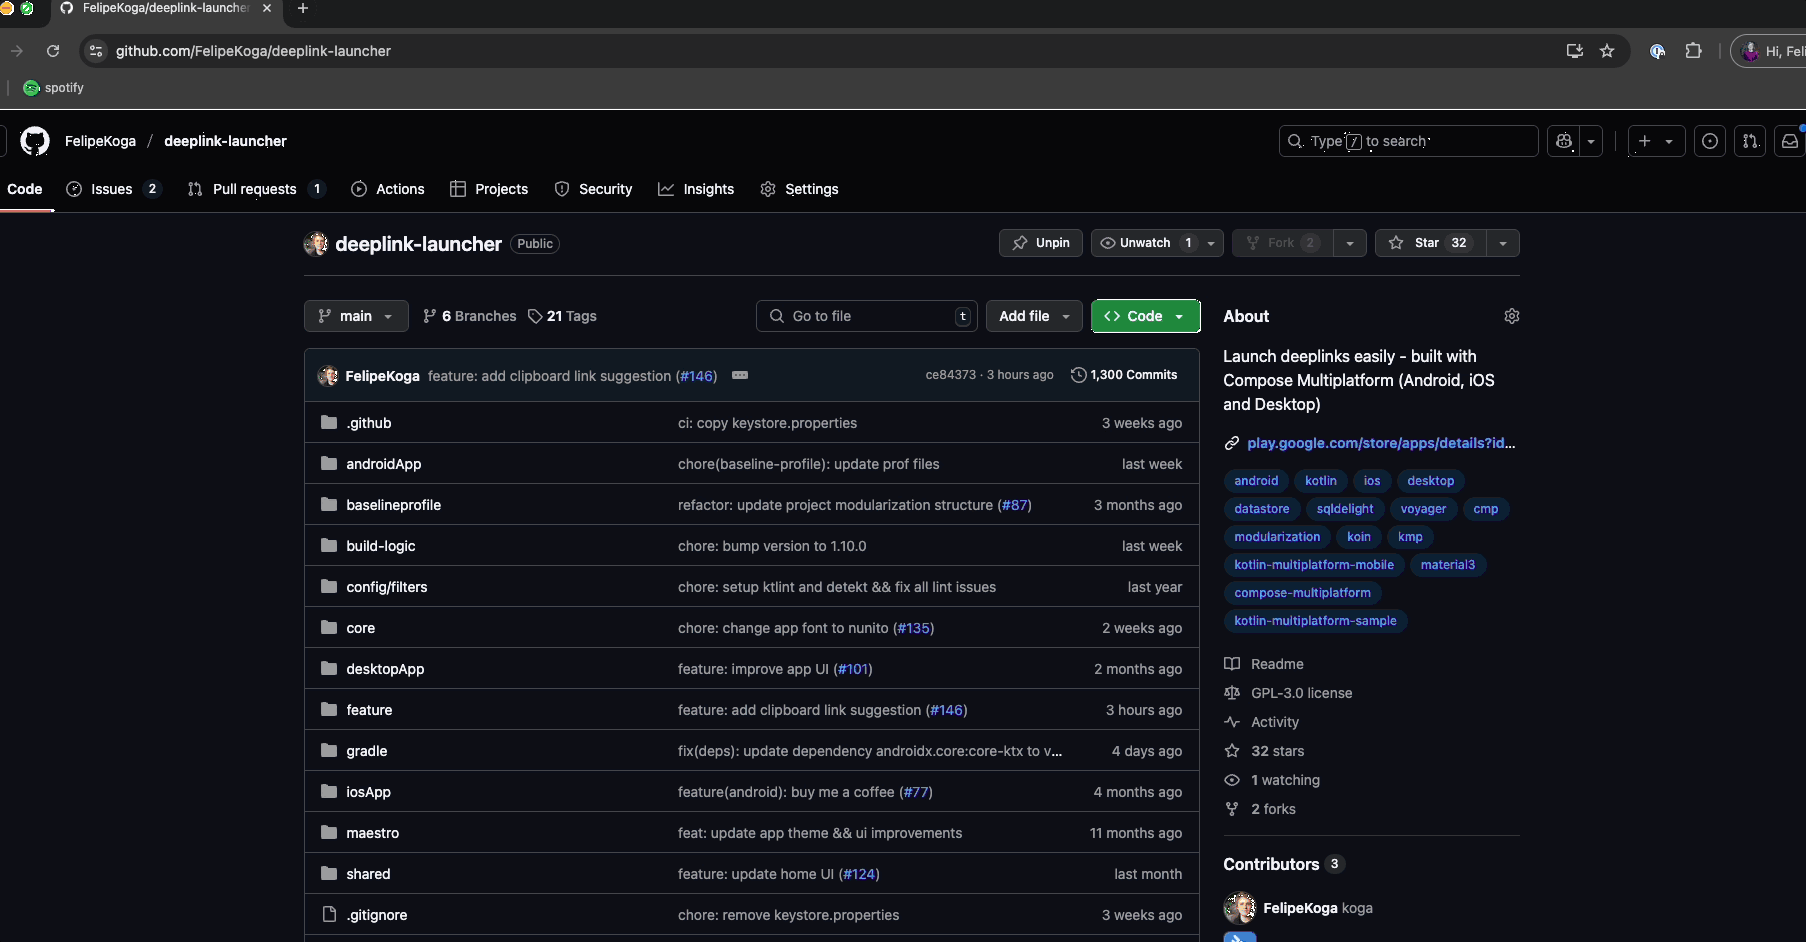 FelipeKoga/deeplink-launcher
github.com/FelipeKoga/deeplink-launcher
Hi, Feli
spotify
FelipeKoga / deeplink-launcher
Type / to search
Code Issues 2 Pull requests 1 Actions Projects Security Insights Settings
deeplink-launcher Public
Unpin Unwatch 1 Fork 2 Star 32
main 6 Branches 21 Tags Go to file t Add file <> Code
FelipeKoga feature: add clipboard link suggestion (#146) ce84373 · 3 hours ago 1,300 Commits
.github ci: copy keystore.properties 3 weeks ago
androidApp chore(baseline-profile): update prof files last week
baselineprofile refactor: update project modularization structure (#87) 3 months ago
build-logic chore: bump version to 1.10.0 last week
config/filters chore: setup ktlint and detekt && fix all lint issues last year
core chore: change app font to nunito (#135) 2 weeks ago
desktopApp feature: improve app UI (#101) 2 months ago
feature feature: add clipboard link suggestion (#146) 3 hours ago
gradle fix(deps): update dependency androidx.core:core-ktx to v... 4 days ago
iosApp feature(android): buy me a coffee (#77) 4 months ago
maestro feat: update app theme && ui improvements 11 months ago
shared feature: update home UI (#124) last month
.gitignore chore: remove keystore.properties 3 weeks ago
About
Launch deeplinks easily - built with
Compose Multiplatform (Android, iOS
and Desktop)
play.google.com/store/apps/details?id...
android kotlin ios desktop
datastore sqldelight voyager cmp
modularization koin kmp
kotlin-multiplatform-mobile material3
compose-multiplatform
kotlin-multiplatform-sample
Readme
GPL-3.0 license
Activity
32 stars
1 watching
2 forks
Contributors 3
FelipeKoga koga